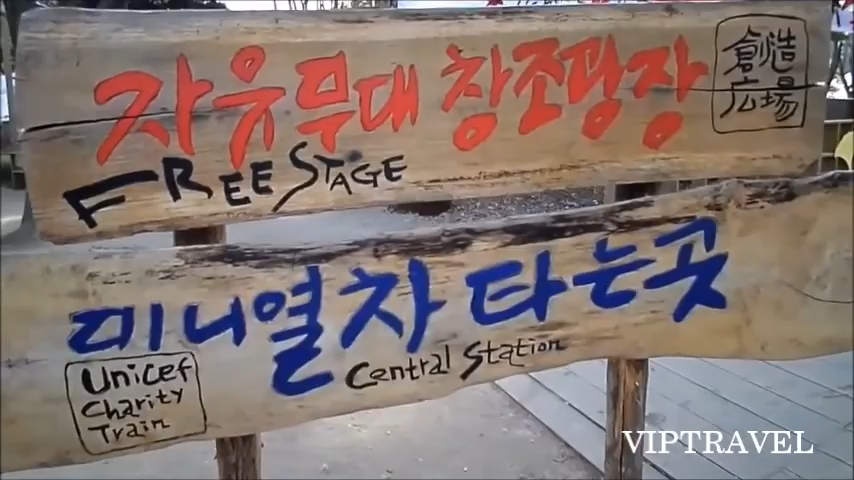 자유무대 창조광장
創造
広場
FREE STAGE
미니열차 타는곳
Unicef
Charity
Train
Central Station
VIPTRAVEL